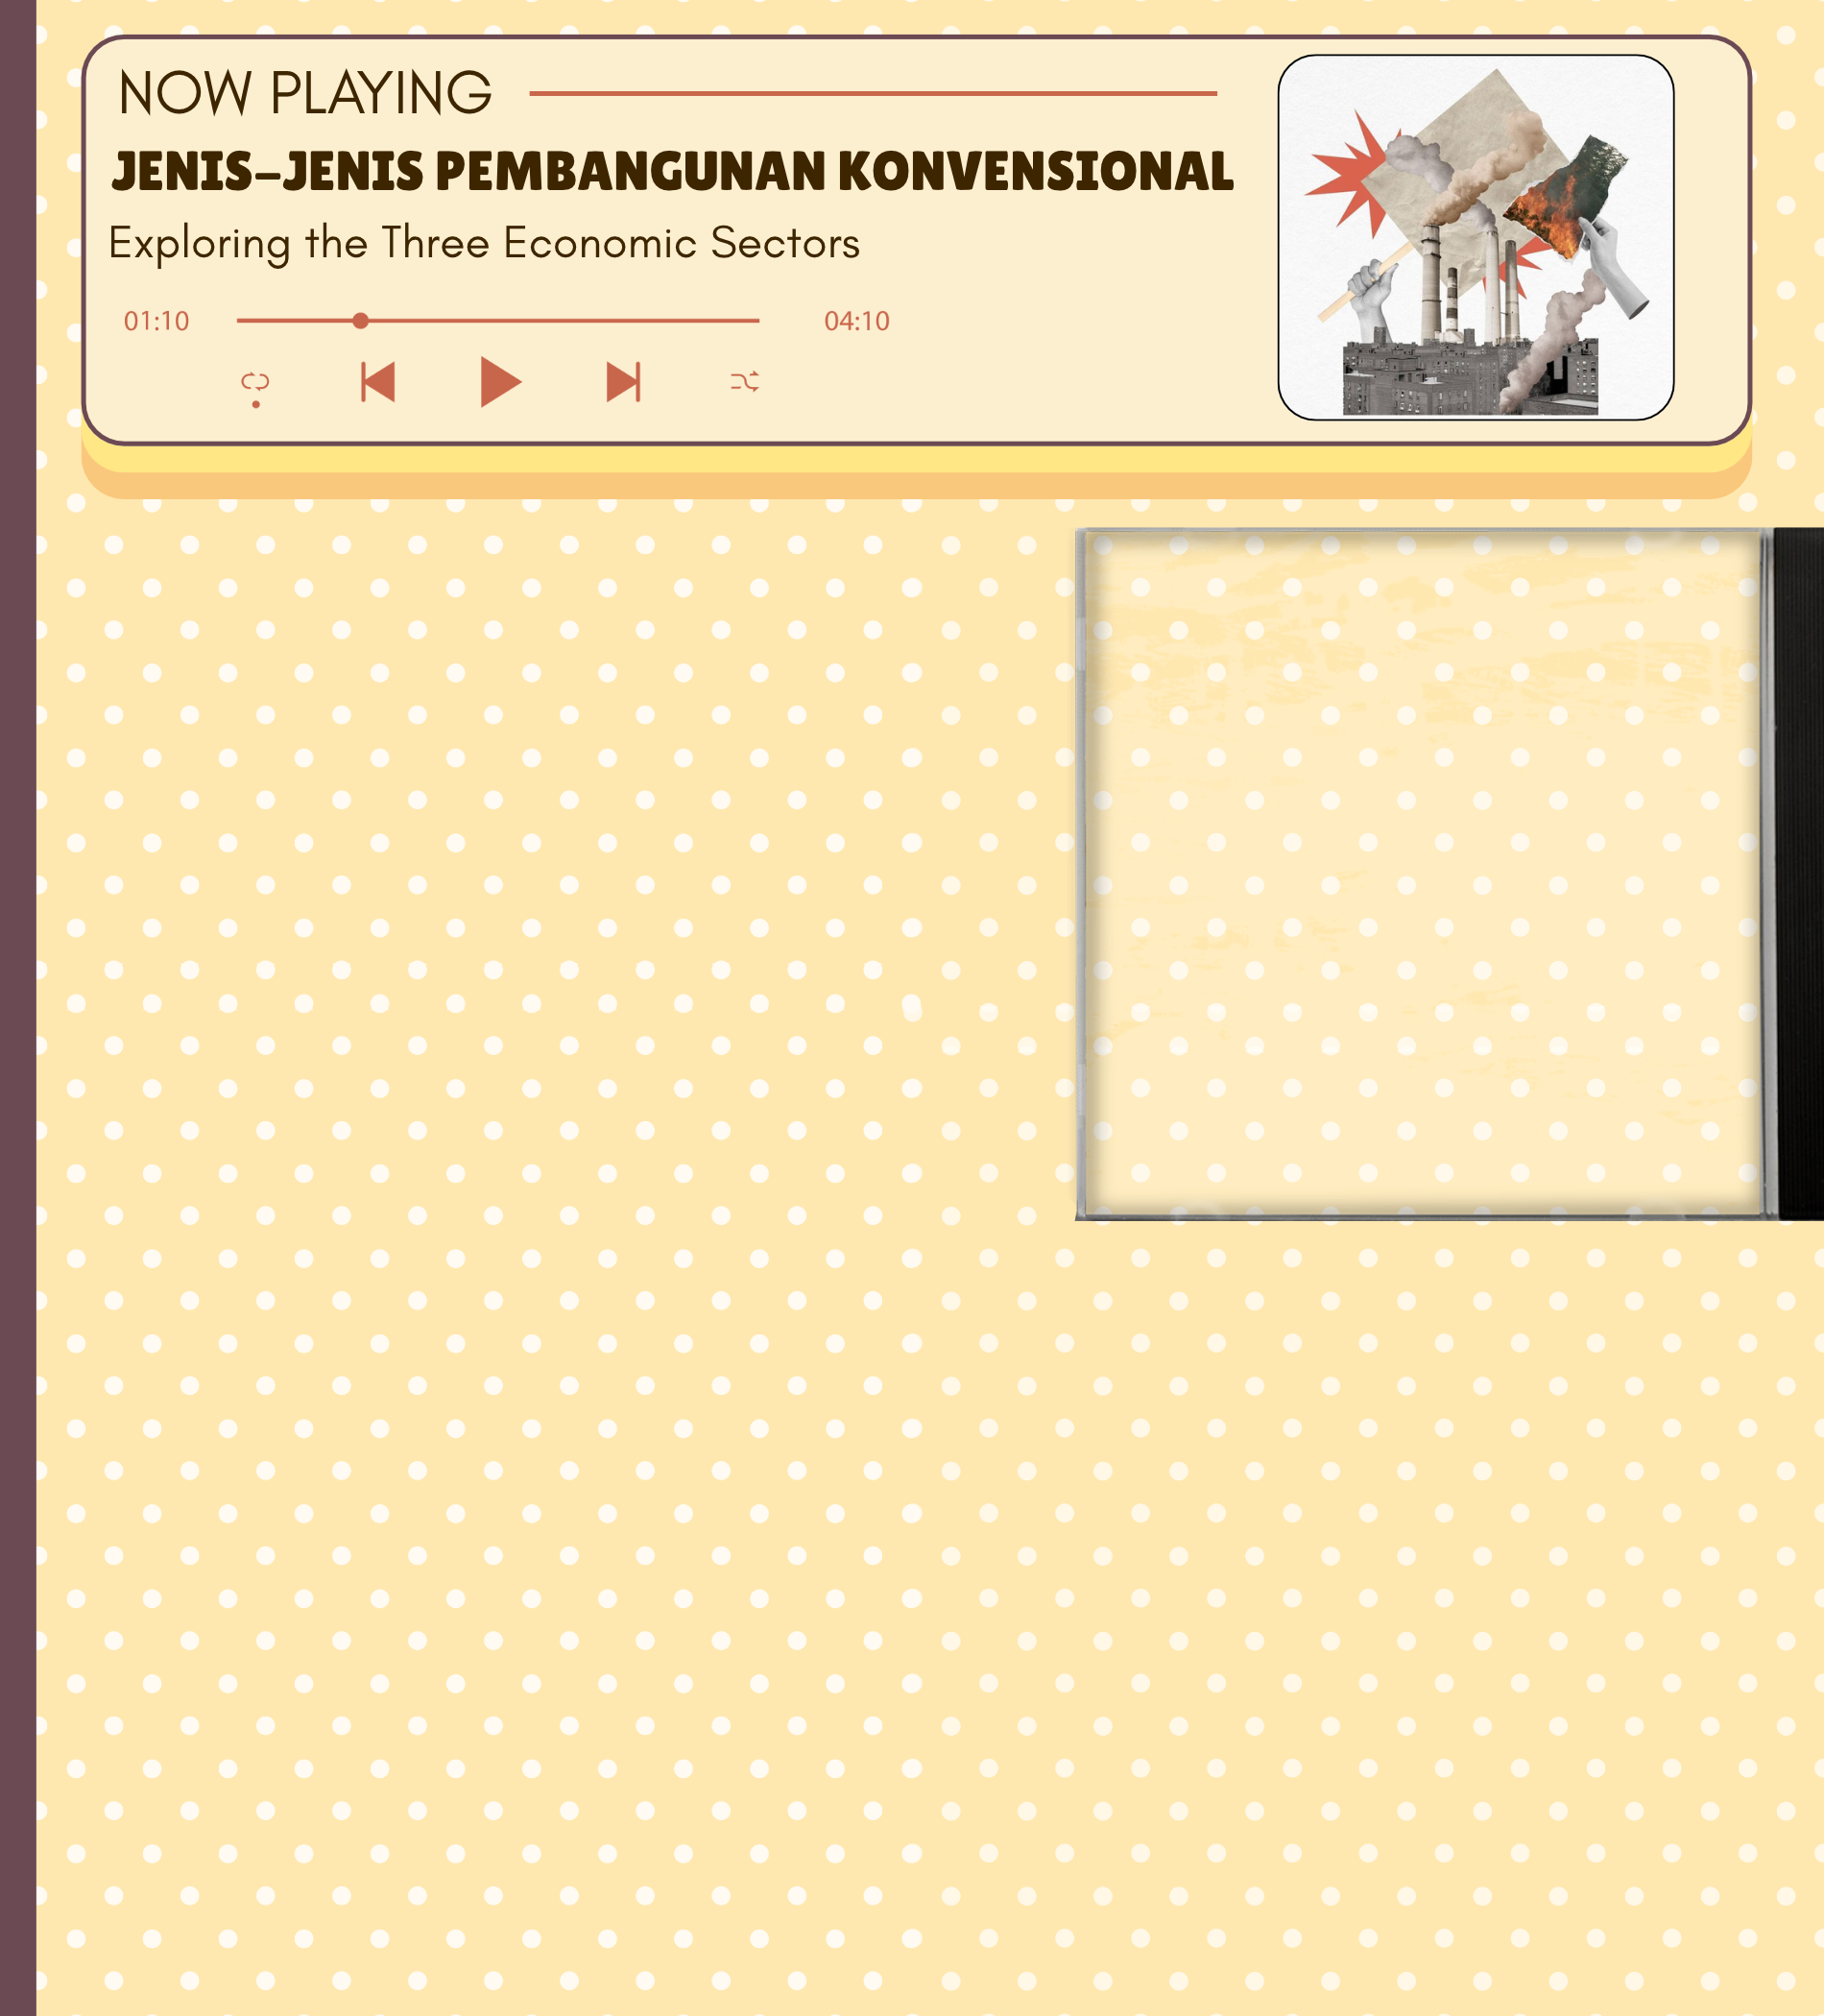 NOW PLAYING
JENIS-JENIS PEMBANGUNAN KONVENSIONAL
Exploring the Three Economic Sectors
01:10 04:10